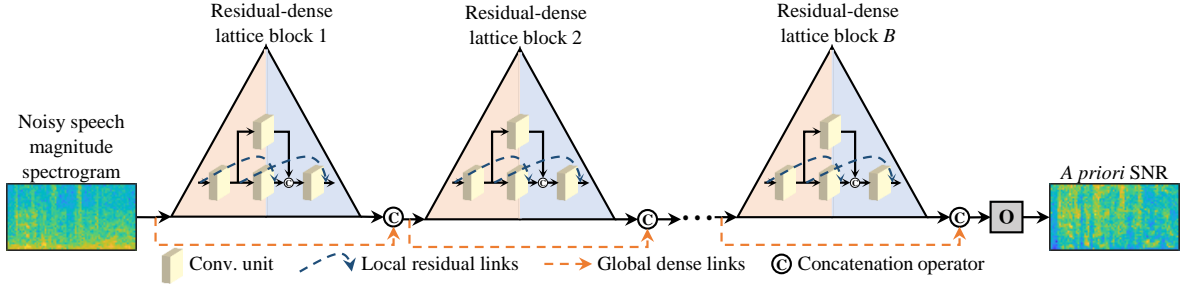 Residual-dense
lattice block 1
Residual-dense
lattice block 2
Residual-dense
lattice block B
Noisy speech
magnitude
spectrogram
A priori SNR
C
C
C
C
C
C
O
Conv. unit
Local residual links
Global dense links
C
Concatenation operator